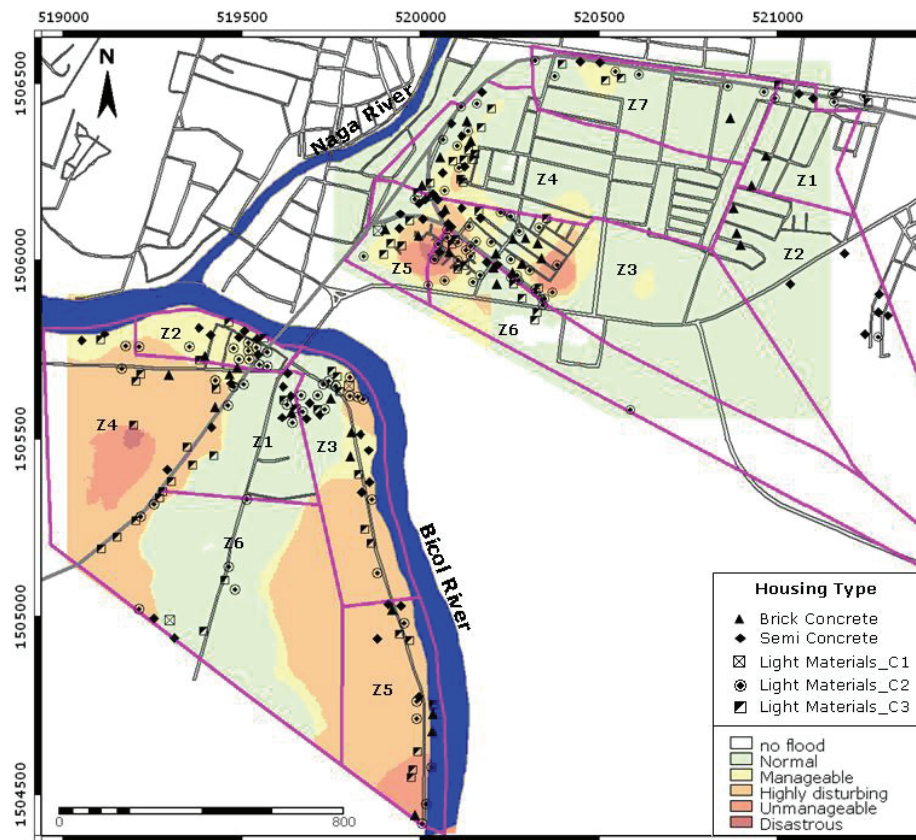 519000 519500 520000 520500 521000
1506500
1506000
1505500
1505000
1504500
N
Naga River
Z7
Z4
Z1
Z2
Z5
Z3
Z6
Z2
Z4
Z1
Z3
Z6
Bicol River
Z5
Housing Type
Brick Concrete
Semi Concrete
Light Materials_C1
Light Materials_C2
Light Materials_C3
no flood
Normal
Manageable
Highly disturbing
Unmanageable
Disastrous
0 800